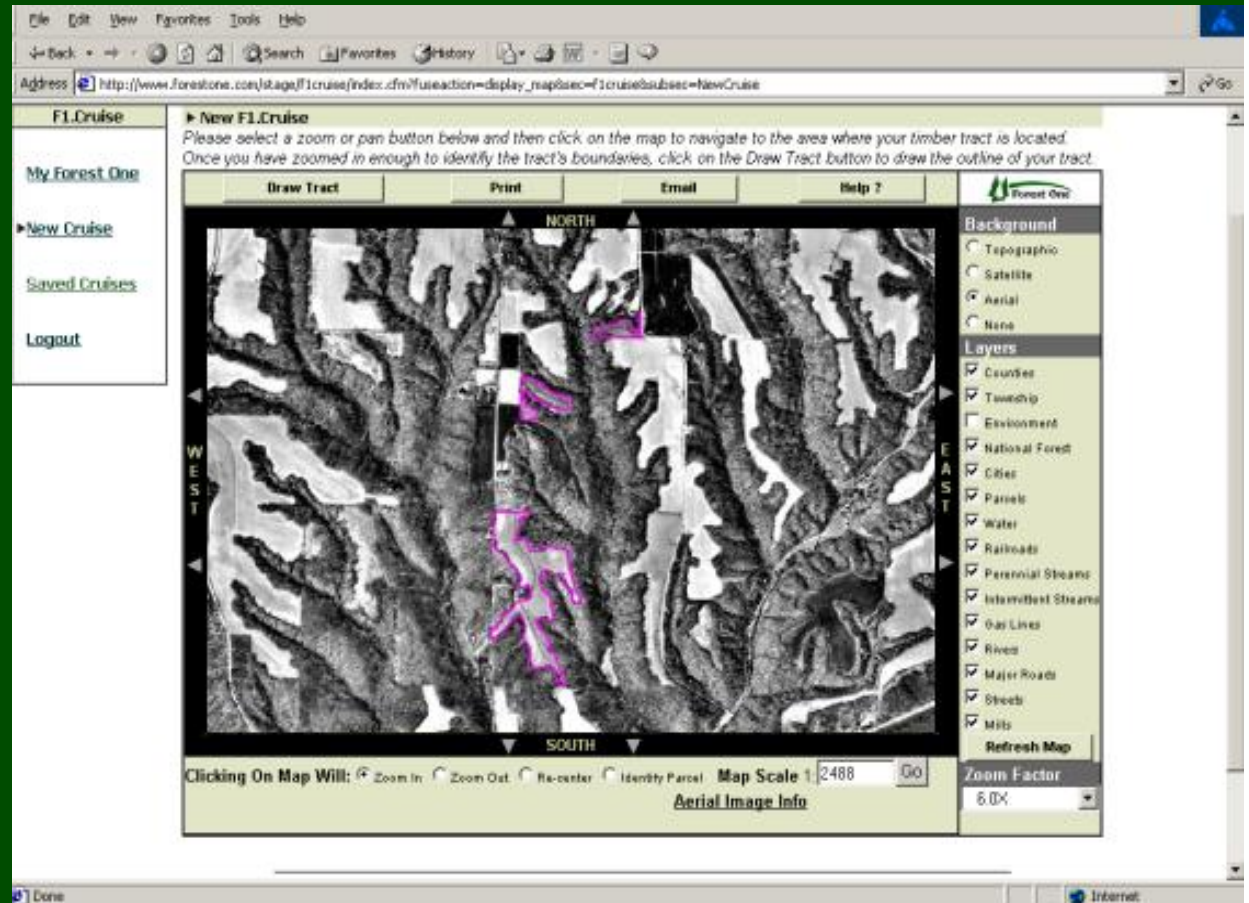 File Edit View Favorites Tools Help
Back Search Favorites History
Address http://www.forestone.com/stage/f1cruise/index.cfm?fuseaction=display_map&sec=f1cruise&subsec=NewCruise Go
F1.Cruise
My Forest One
New Cruise
Saved Cruises
Logout
New F1.Cruise
Please select a zoom or pan button below and then click on the map to navigate to the area where your timber tract is located.
Once you have zoomed in enough to identify the tract's boundaries, click on the Draw Tract button to draw the outline of your tract.
Draw Tract Print Email Help ?
Forest One
NORTH
WEST
EAST
SOUTH
Background
Topographic
Satellite
Aerial
None
Layers
Counties
Township
Environment
National Forest
Cities
Parcels
Water
Railroads
Perennial Streams
Intermittent Streams
Gas Lines
Rivers
Major Roads
Streets
Mills
Refresh Map
Zoom Factor
6.0X
Clicking On Map Will: Zoom In Zoom Out Re-center Identify Parcel Map Scale 1: 2488 Go
Aerial Image Info
Done Internet